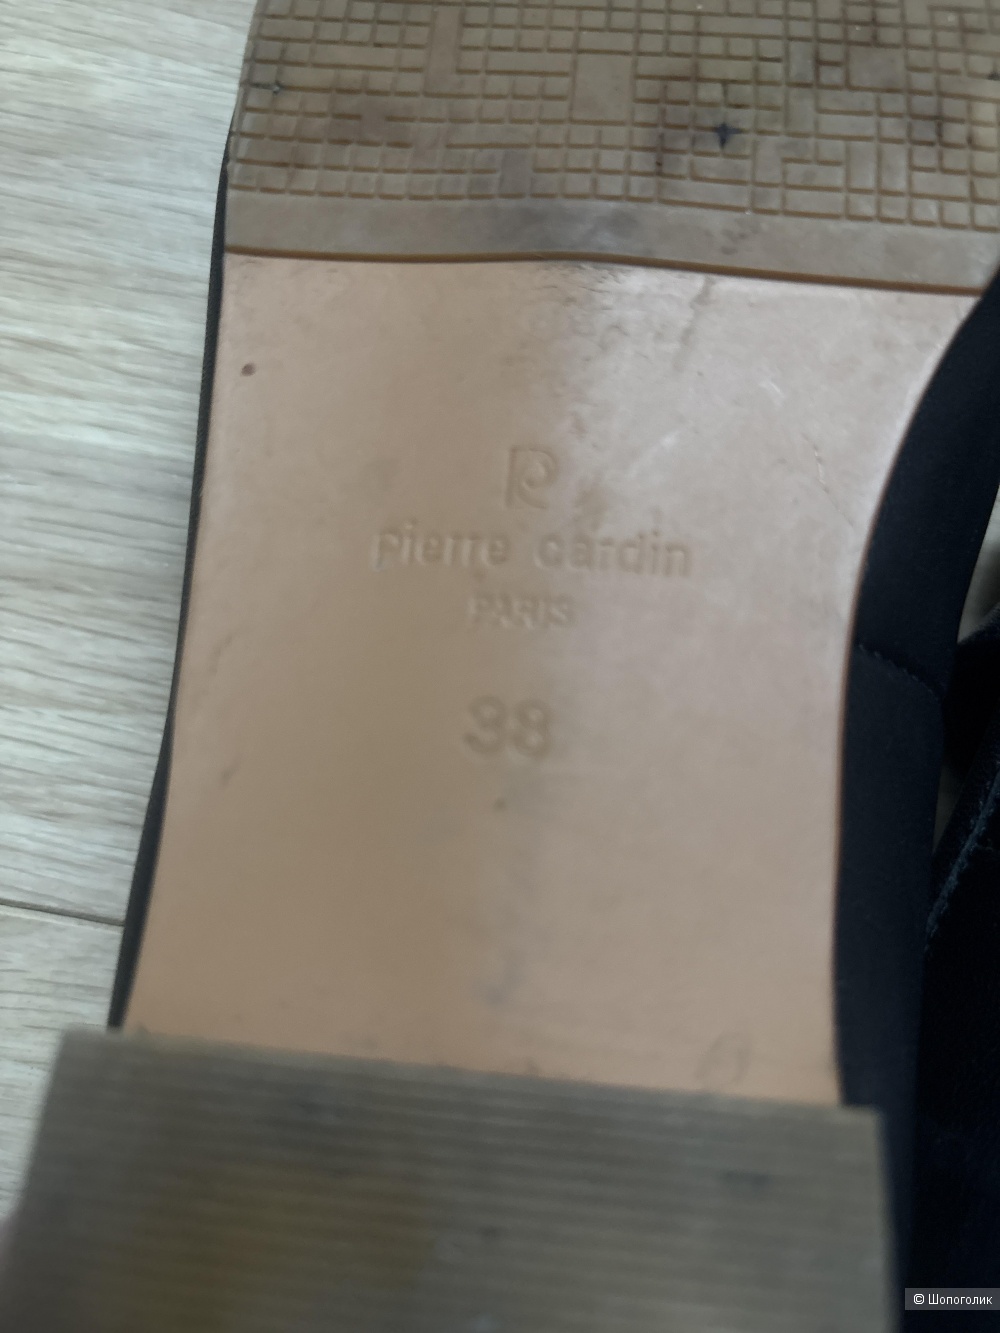 pierre cardin
PARIS
38
© Шопоголик